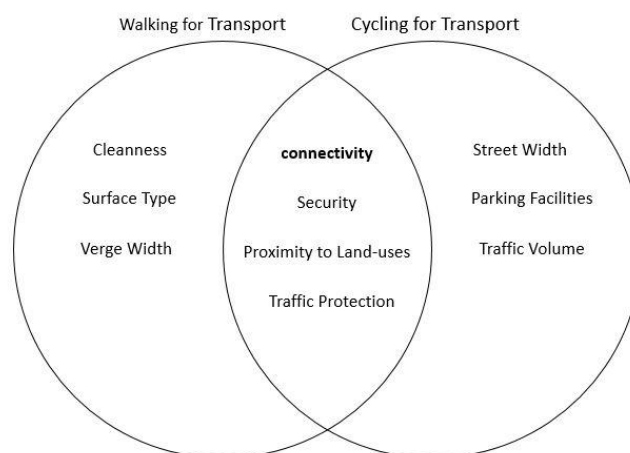 Walking for Transport
Cycling for Transport
Cleanness
connectivity
Street Width
Surface Type
Security
Parking Facilities
Verge Width
Proximity to Land-uses
Traffic Volume
Traffic Protection